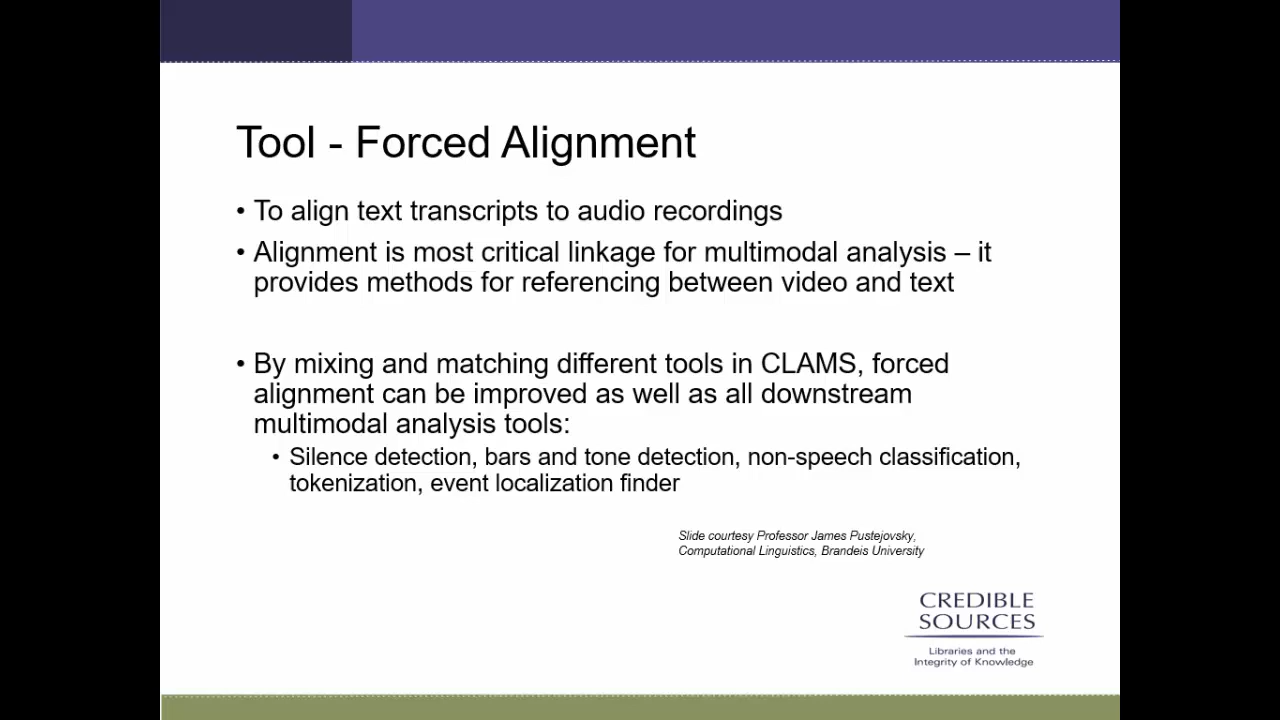 Tool - Forced Alignment
• To align text transcripts to audio recordings
• Alignment is most critical linkage for multimodal analysis – it
provides methods for referencing between video and text
• By mixing and matching different tools in CLAMS, forced
alignment can be improved as well as all downstream
multimodal analysis tools:
• Silence detection, bars and tone detection, non-speech classification,
tokenization, event localization finder
Slide courtesy Professor James Pustejovsky,
Computational Linguistics, Brandeis University
CREDIBLE
SOURCES
Libraries and the
Integrity of Knowledge